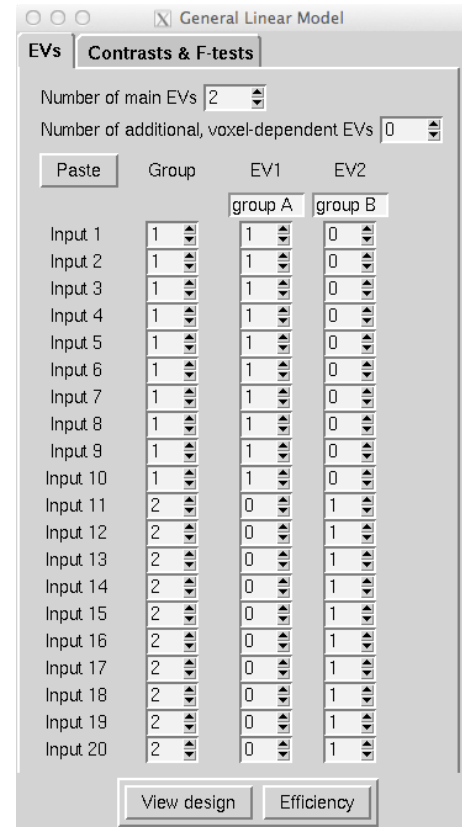 X General Linear Model
EVs Contrasts & F-tests
Number of main EVs 2
Number of additional, voxel-dependent EVs 0
Paste Group EV1 EV2
group A group B
Input 1 1 1 0
Input 2 1 1 0
Input 3 1 1 0
Input 4 1 1 0
Input 5 1 1 0
Input 6 1 1 0
Input 7 1 1 0
Input 8 1 1 0
Input 9 1 1 0
Input 10 1 1 0
Input 11 2 0 1
Input 12 2 0 1
Input 13 2 0 1
Input 14 2 0 1
Input 15 2 0 1
Input 16 2 0 1
Input 17 2 0 1
Input 18 2 0 1
Input 19 2 0 1
Input 20 2 0 1
View design Efficiency